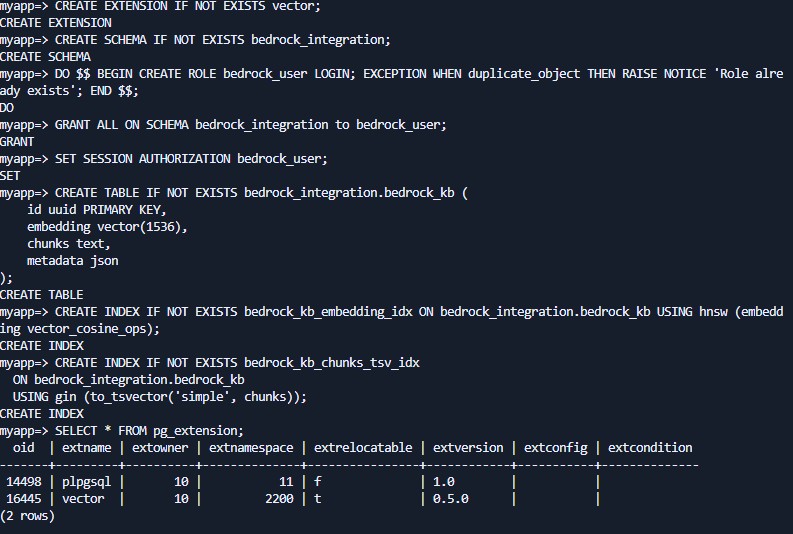 myapp=> CREATE EXTENSION IF NOT EXISTS vector;
CREATE EXTENSION
myapp=> CREATE SCHEMA IF NOT EXISTS bedrock_integration;
CREATE SCHEMA
myapp=> DO $$ BEGIN CREATE ROLE bedrock_user LOGIN; EXCEPTION WHEN duplicate_object THEN RAISE NOTICE 'Role alre
ady exists'; END $$;
DO
myapp=> GRANT ALL ON SCHEMA bedrock_integration to bedrock_user;
GRANT
myapp=> SET SESSION AUTHORIZATION bedrock_user;
SET
myapp=> CREATE TABLE IF NOT EXISTS bedrock_integration.bedrock_kb (
    id uuid PRIMARY KEY,
    embedding vector(1536),
    chunks text,
    metadata json
);
CREATE TABLE
myapp=> CREATE INDEX IF NOT EXISTS bedrock_kb_embedding_idx ON bedrock_integration.bedrock_kb USING hnsw (embedd
ing vector_cosine_ops);
CREATE INDEX
myapp=> CREATE INDEX IF NOT EXISTS bedrock_kb_chunks_tsv_idx
  ON bedrock_integration.bedrock_kb
  USING gin (to_tsvector('simple', chunks));
CREATE INDEX
myapp=> SELECT * FROM pg_extension;
  oid  | extname | extowner | extnamespace | extrelocatable | extversion | extconfig | extcondition
-------+---------+----------+--------------+----------------+------------+-----------+--------------
 14498 | plpgsql |       10 |           11 | f              | 1.0        |           |
 16445 | vector  |       10 |         2200 | t              | 0.5.0      |           |
(2 rows)